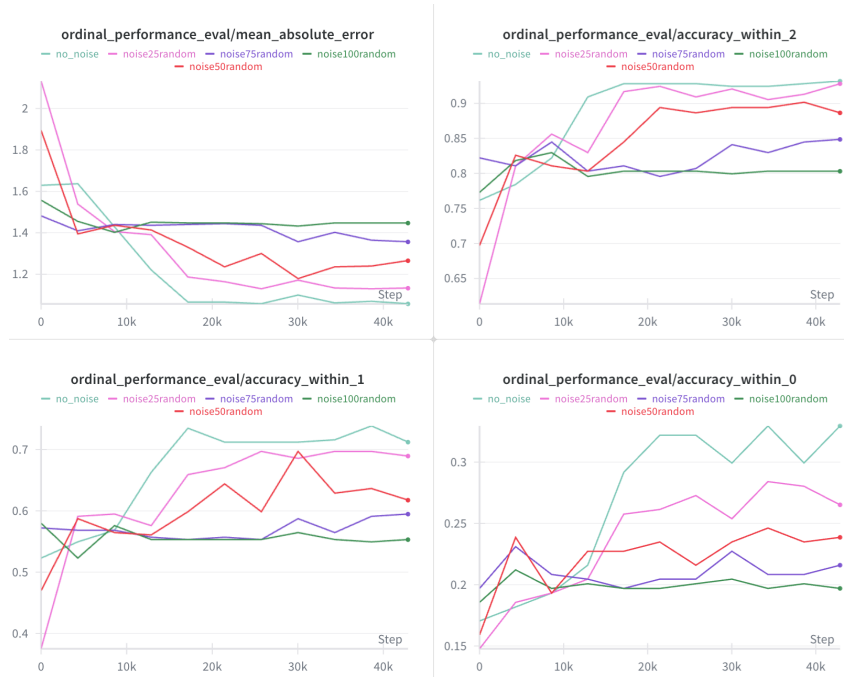 ordinal_performance_eval/mean_absolute_error
no_noise noise25random noise75random noise100random
noise50random
2
1.8
1.6
1.4
1.2
Step
0 10k 20k 30k 40k
ordinal_performance_eval/accuracy_within_2
no_noise noise25random noise75random noise100random
noise50random
0.9
0.85
0.8
0.75
0.7
0.65
Step
0 10k 20k 30k 40k
ordinal_performance_eval/accuracy_within_1
no_noise noise25random noise75random noise100random
noise50random
0.7
0.6
0.5
0.4
Step
0 10k 20k 30k 40k
ordinal_performance_eval/accuracy_within_0
no_noise noise25random noise75random noise100random
noise50random
0.3
0.25
0.2
0.15
Step
0 10k 20k 30k 40k